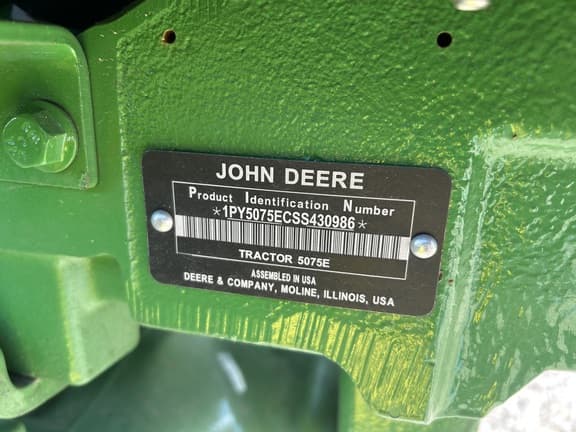 JOHN DEERE
Product Identification Number
*1PY5075ECSS430986*
TRACTOR 5075E
ASSEMBLED IN USA
DEERE & COMPANY, MOLINE, ILLINOIS, USA